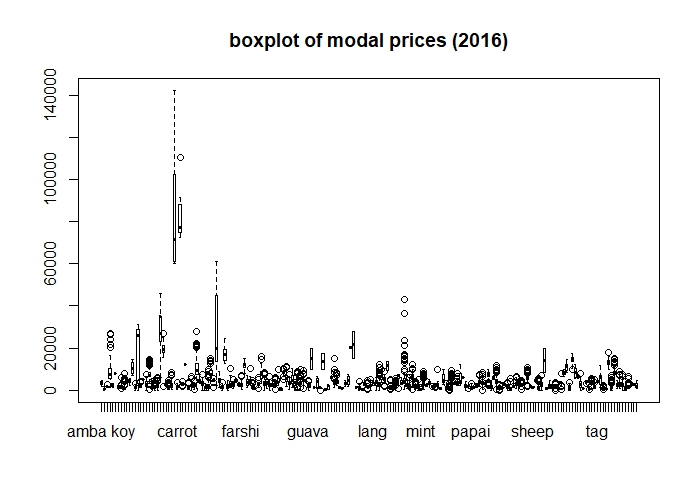 boxplot of modal prices (2016)
140000
100000
60000
20000
0
amba koy carrot farshi guava lang mint papai sheep tag